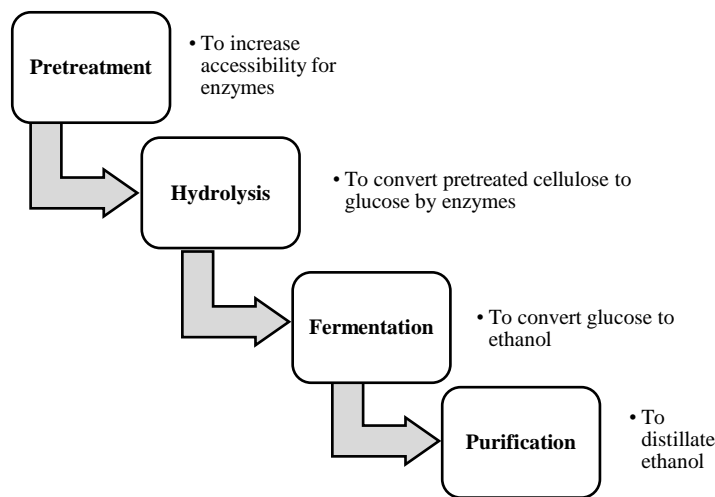 Pretreatment
• To increase
accessibility for
enzymes
Hydrolysis
• To convert pretreated cellulose to
glucose by enzymes
Fermentation
• To convert glucose to
ethanol
Purification
• To
distillate
ethanol